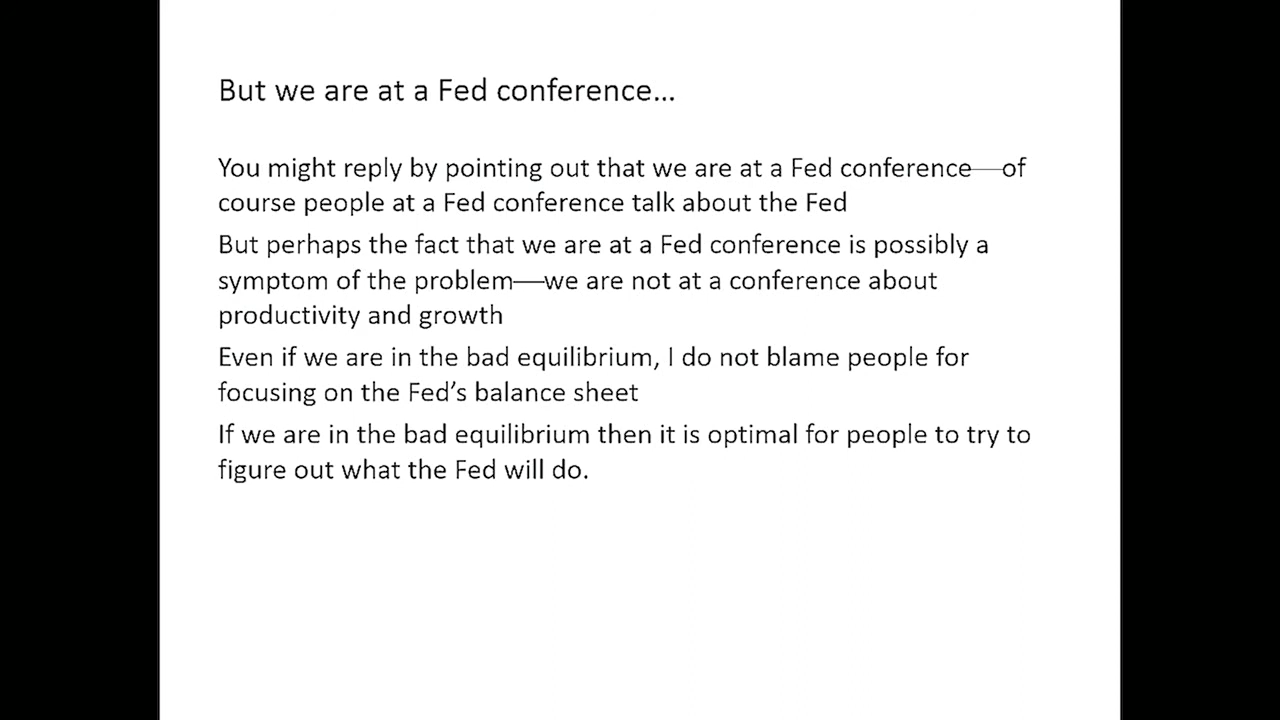 But we are at a Fed conference…
You might reply by pointing out that we are at a Fed conference—of
course people at a Fed conference talk about the Fed
But perhaps the fact that we are at a Fed conference is possibly a
symptom of the problem—we are not at a conference about
productivity and growth
Even if we are in the bad equilibrium, I do not blame people for
focusing on the Fed’s balance sheet
If we are in the bad equilibrium then it is optimal for people to try to
figure out what the Fed will do.